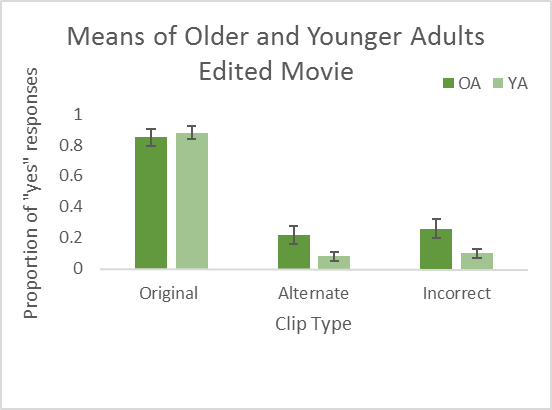 Means of Older and Younger Adults
Edited Movie
OA YA
Proportion of "yes" responses
1
0.8
0.6
0.4
0.2
0
Original Alternate Incorrect
Clip Type